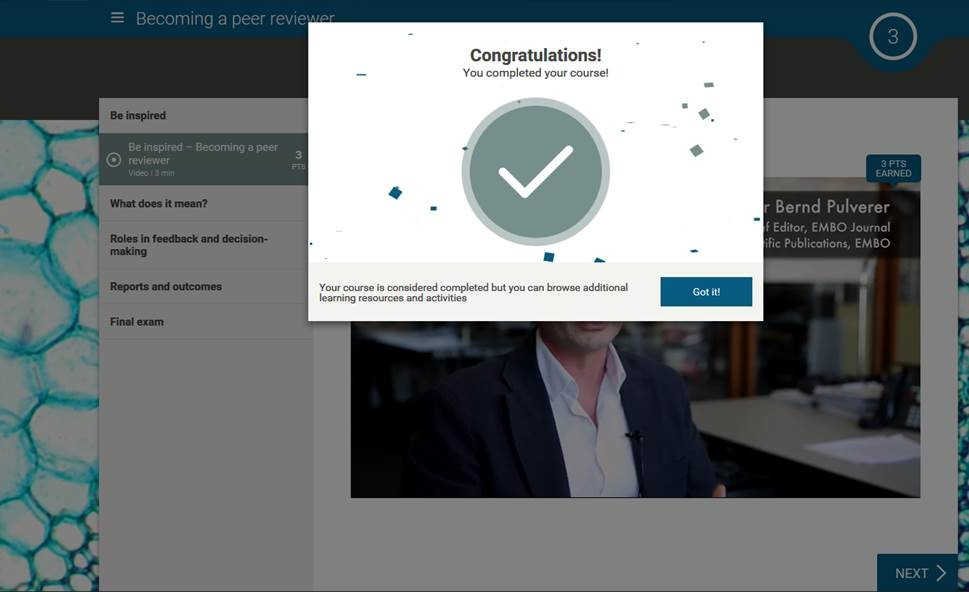 Becoming a peer reviewer
3
Congratulations!
You completed your course!
Your course is considered completed but you can browse additional
learning resources and activities
Got it!
Be inspired
Be inspired – Becoming a peer
reviewer
Video | 3 min
3
PTS
What does it mean?
Roles in feedback and decision-
making
Reports and outcomes
Final exam
3 PTS
EARNED
r Bernd Pulverer
f Editor, EMBO Journal
tific Publications, EMBO
NEXT